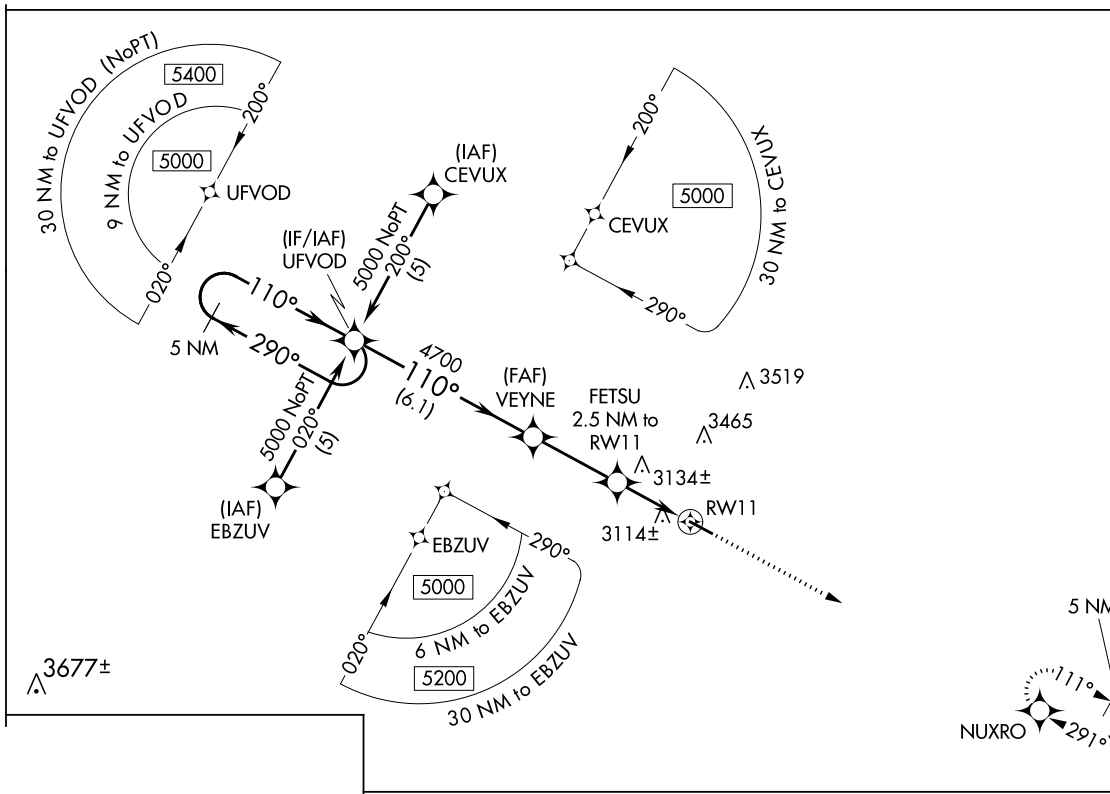 30 NM to UFVOD (NoPT)
5400
9 NM to UFVOD
5000
200°
UFVOD
020°
(IAF)
CEVUX
5000 NoPT
200°
(5)
(IF/IAF)
UFVOD
110°
290°
5 NM
5000 NoPT
020°
(5)
(IAF)
EBZUV
4700
110°
(6.1)
(FAF)
VEYNE
FETSU
2.5 NM to
RW11
200°
5000
CEVUX
30 NM to CEVUX
290°
3519
3465
3134±
3114±
RW11
EBZUV
290°
5000
6 NM to EBZUV
020°
5200
30 NM to EBZUV
3677±
5 NM
111°
291°
NUXRO